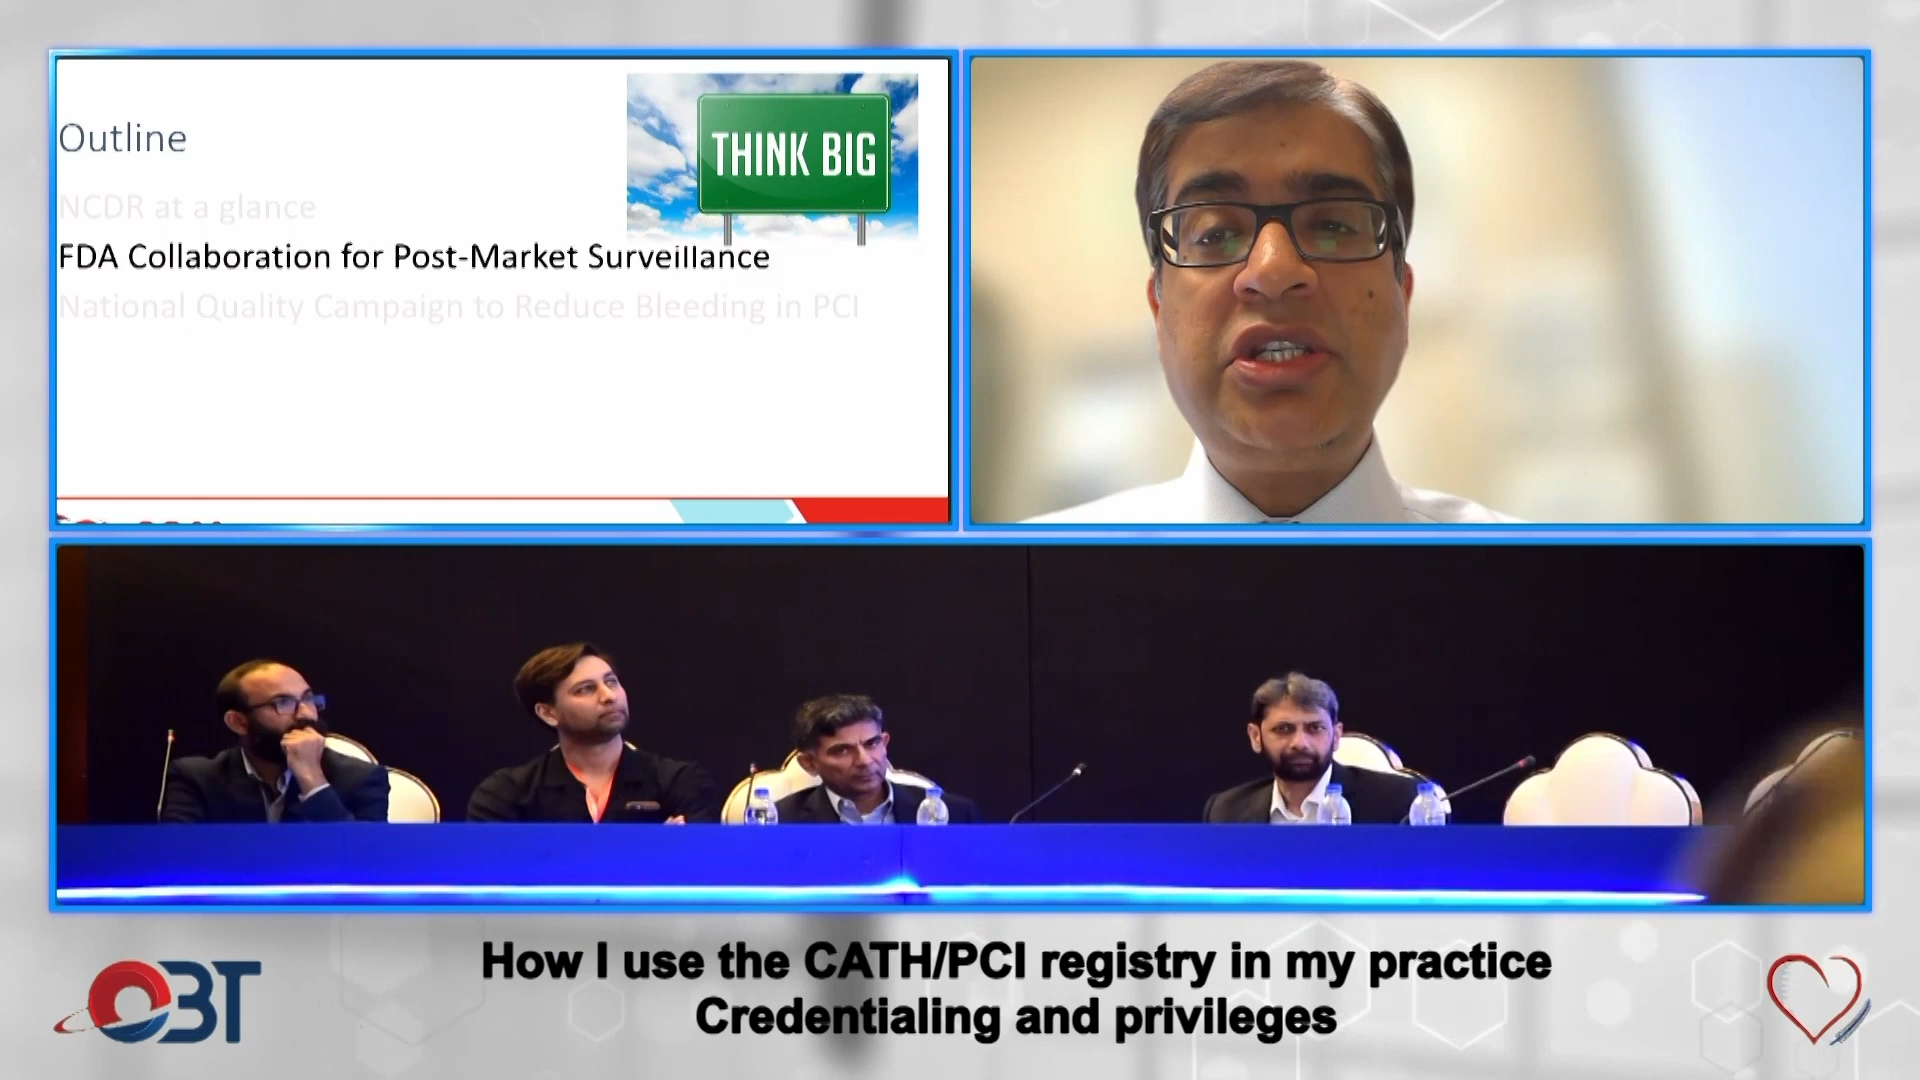 Outline
THINK BIG
NCDR at a glance
FDA Collaboration for Post-Market Surveillance
National Quality Campaign to Reduce Bleeding in PCI
OBT
How I use the CATH/PCI registry in my practice
Credentialing and privileges